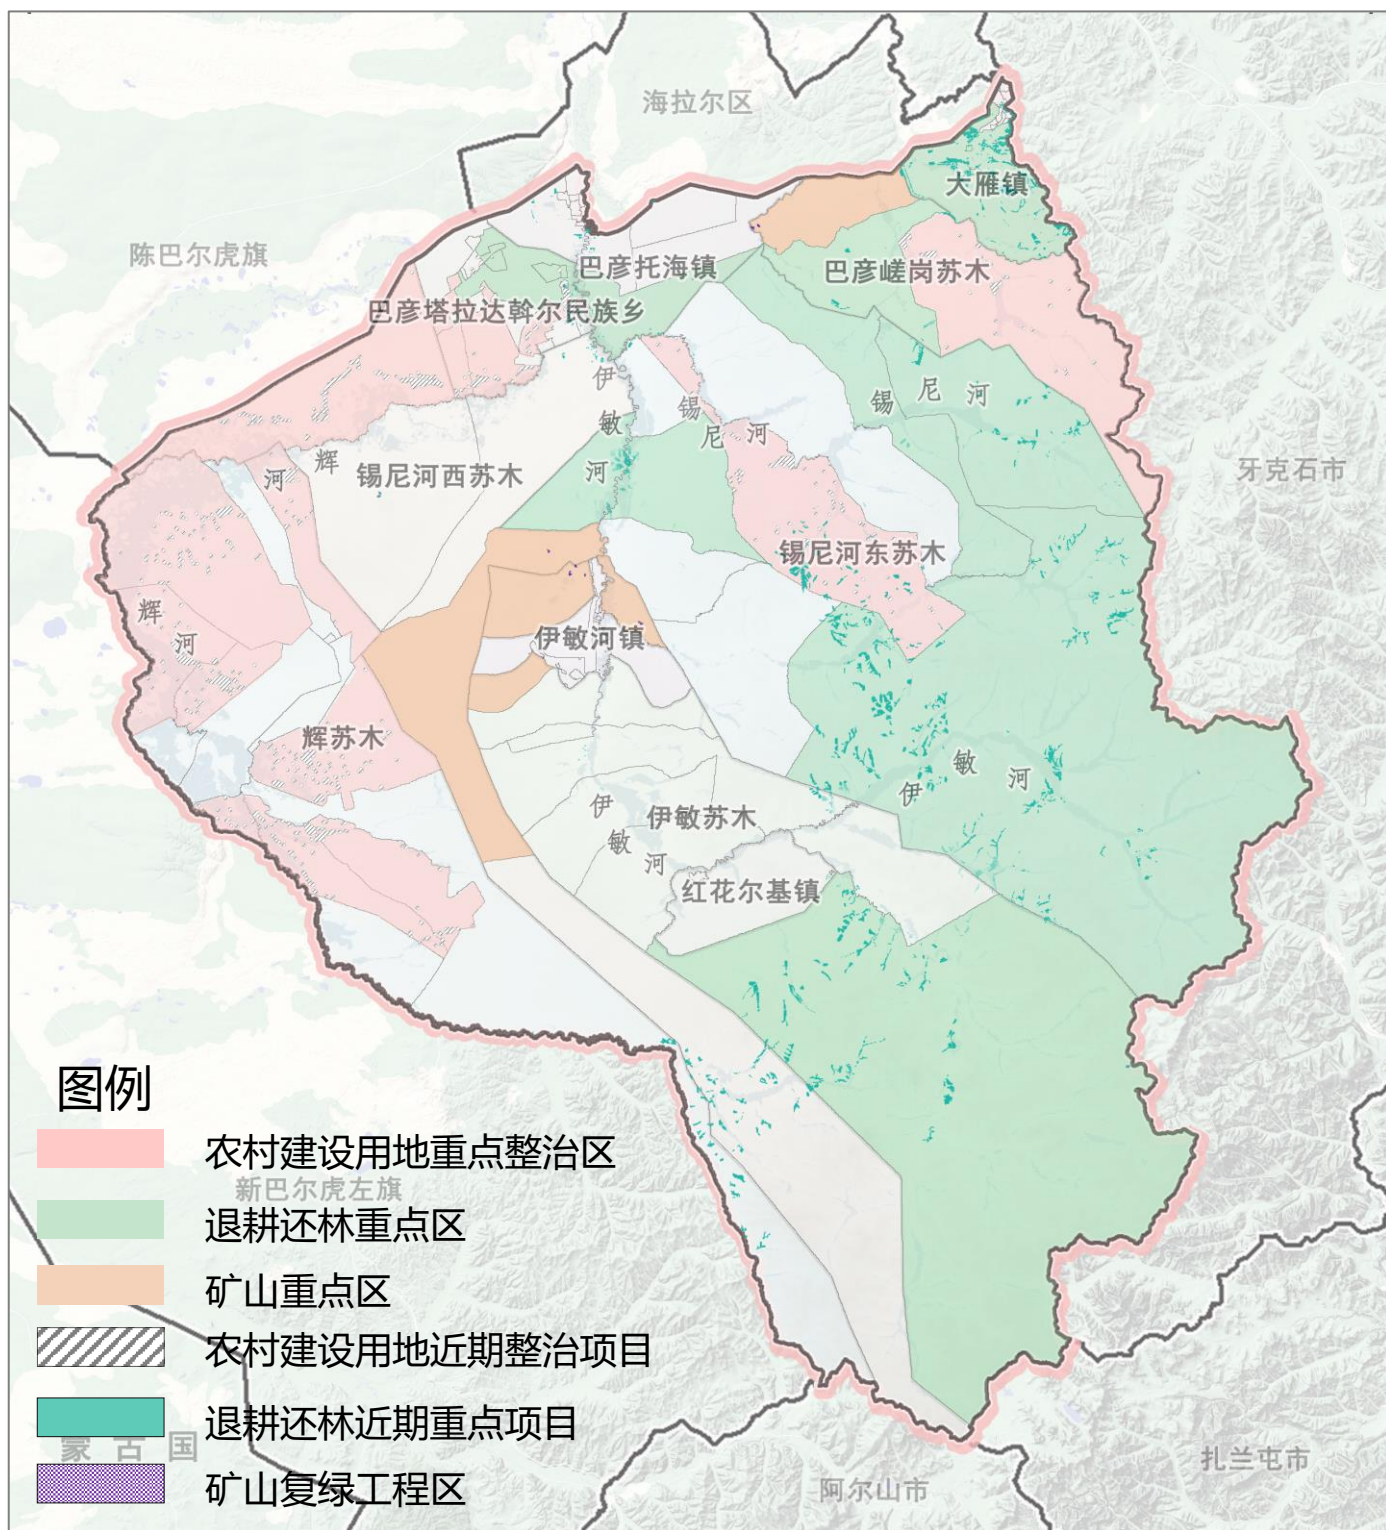 海拉尔区
大雁镇
陈巴尔虎旗
巴彦托海镇
巴彦嵯岗苏木
巴彦塔拉达斡尔民族乡
伊敏河
锡尼河
锡尼河
牙克石市
辉河
锡尼河西苏木
锡尼河东苏木
辉河
伊敏河镇
辉苏木
伊敏河
伊敏河
伊敏苏木
红花尔基镇
图例
农村建设用地重点整治区
新巴尔虎左旗
退耕还林重点区
矿山重点区
农村建设用地近期整治项目
退耕还林近期重点项目
蒙古国
矿山复绿工程区
阿尔山市
扎兰屯市